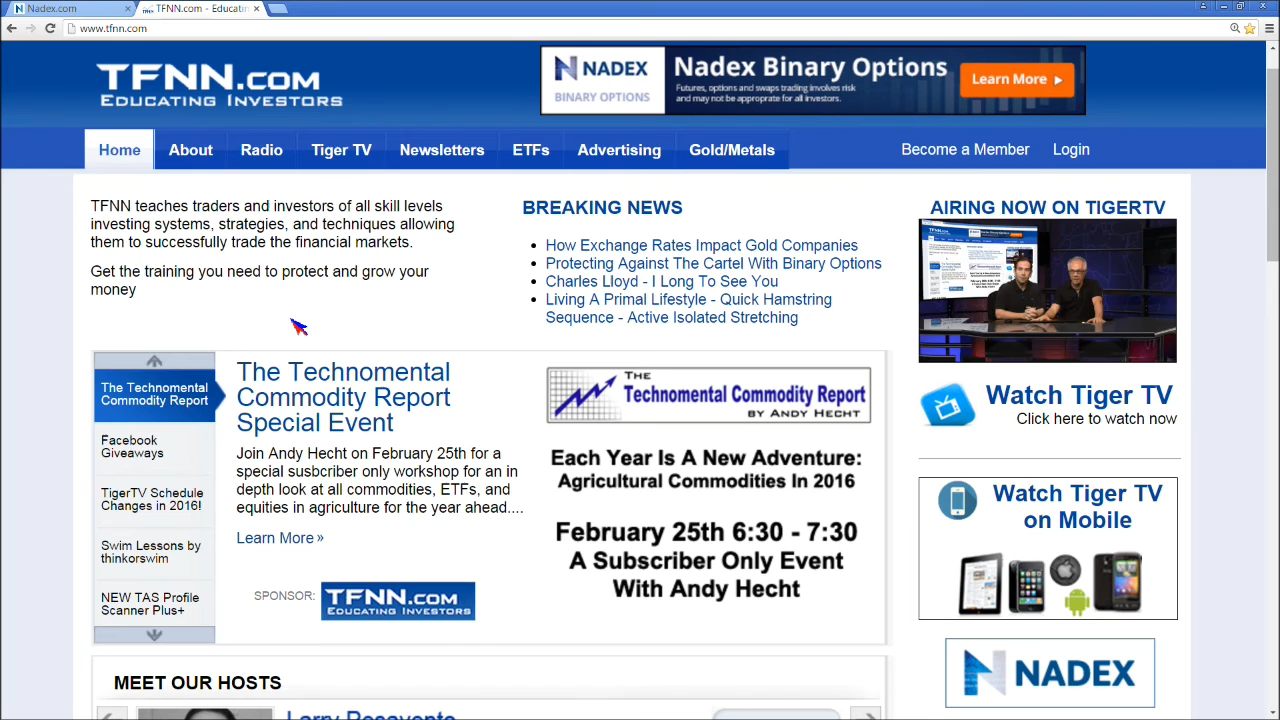 Nadex.com
TFNN.com - Educatin
www.tfnn.com
TFNN.COM
EDUCATING INVESTORS
NADEX
BINARY OPTIONS
Nadex Binary Options
Futures, options and swaps trading involves risk
and may not be appropriate for all investors.
Learn More
Home
About
Radio
Tiger TV
Newsletters
ETFs
Advertising
Gold/Metals
Become a Member
Login
TFNN teaches traders and investors of all skill levels
investing systems, strategies, and techniques allowing
them to successfully trade the financial markets.
Get the training you need to protect and grow your
money
BREAKING NEWS
How Exchange Rates Impact Gold Companies
Protecting Against The Cartel With Binary Options
Charles Lloyd - I Long To See You
Living A Primal Lifestyle - Quick Hamstring
Sequence - Active Isolated Stretching
AIRING NOW ON TIGERTV
Watch Tiger TV
Click here to watch now
Watch Tiger TV
on Mobile
NADEX
The Technomental
Commodity Report
Facebook
Giveaways
TigerTV Schedule
Changes in 2016!
Swim Lessons by
thinkorswim
NEW TAS Profile
Scanner Plus+
The Technomental
Commodity Report
Special Event
Join Andy Hecht on February 25th for a
special susbcriber only workshop for an in
depth look at all commodities, ETFs, and
equities in agriculture for the year ahead....
Learn More »
SPONSOR:
TFNN.COM
EDUCATING INVESTORS
THE
Technomental Commodity Report
BY ANDY HECHT
Each Year Is A New Adventure:
Agricultural Commodities In 2016
February 25th 6:30 - 7:30
A Subscriber Only Event
With Andy Hecht
MEET OUR HOSTS
Larry Pesavento